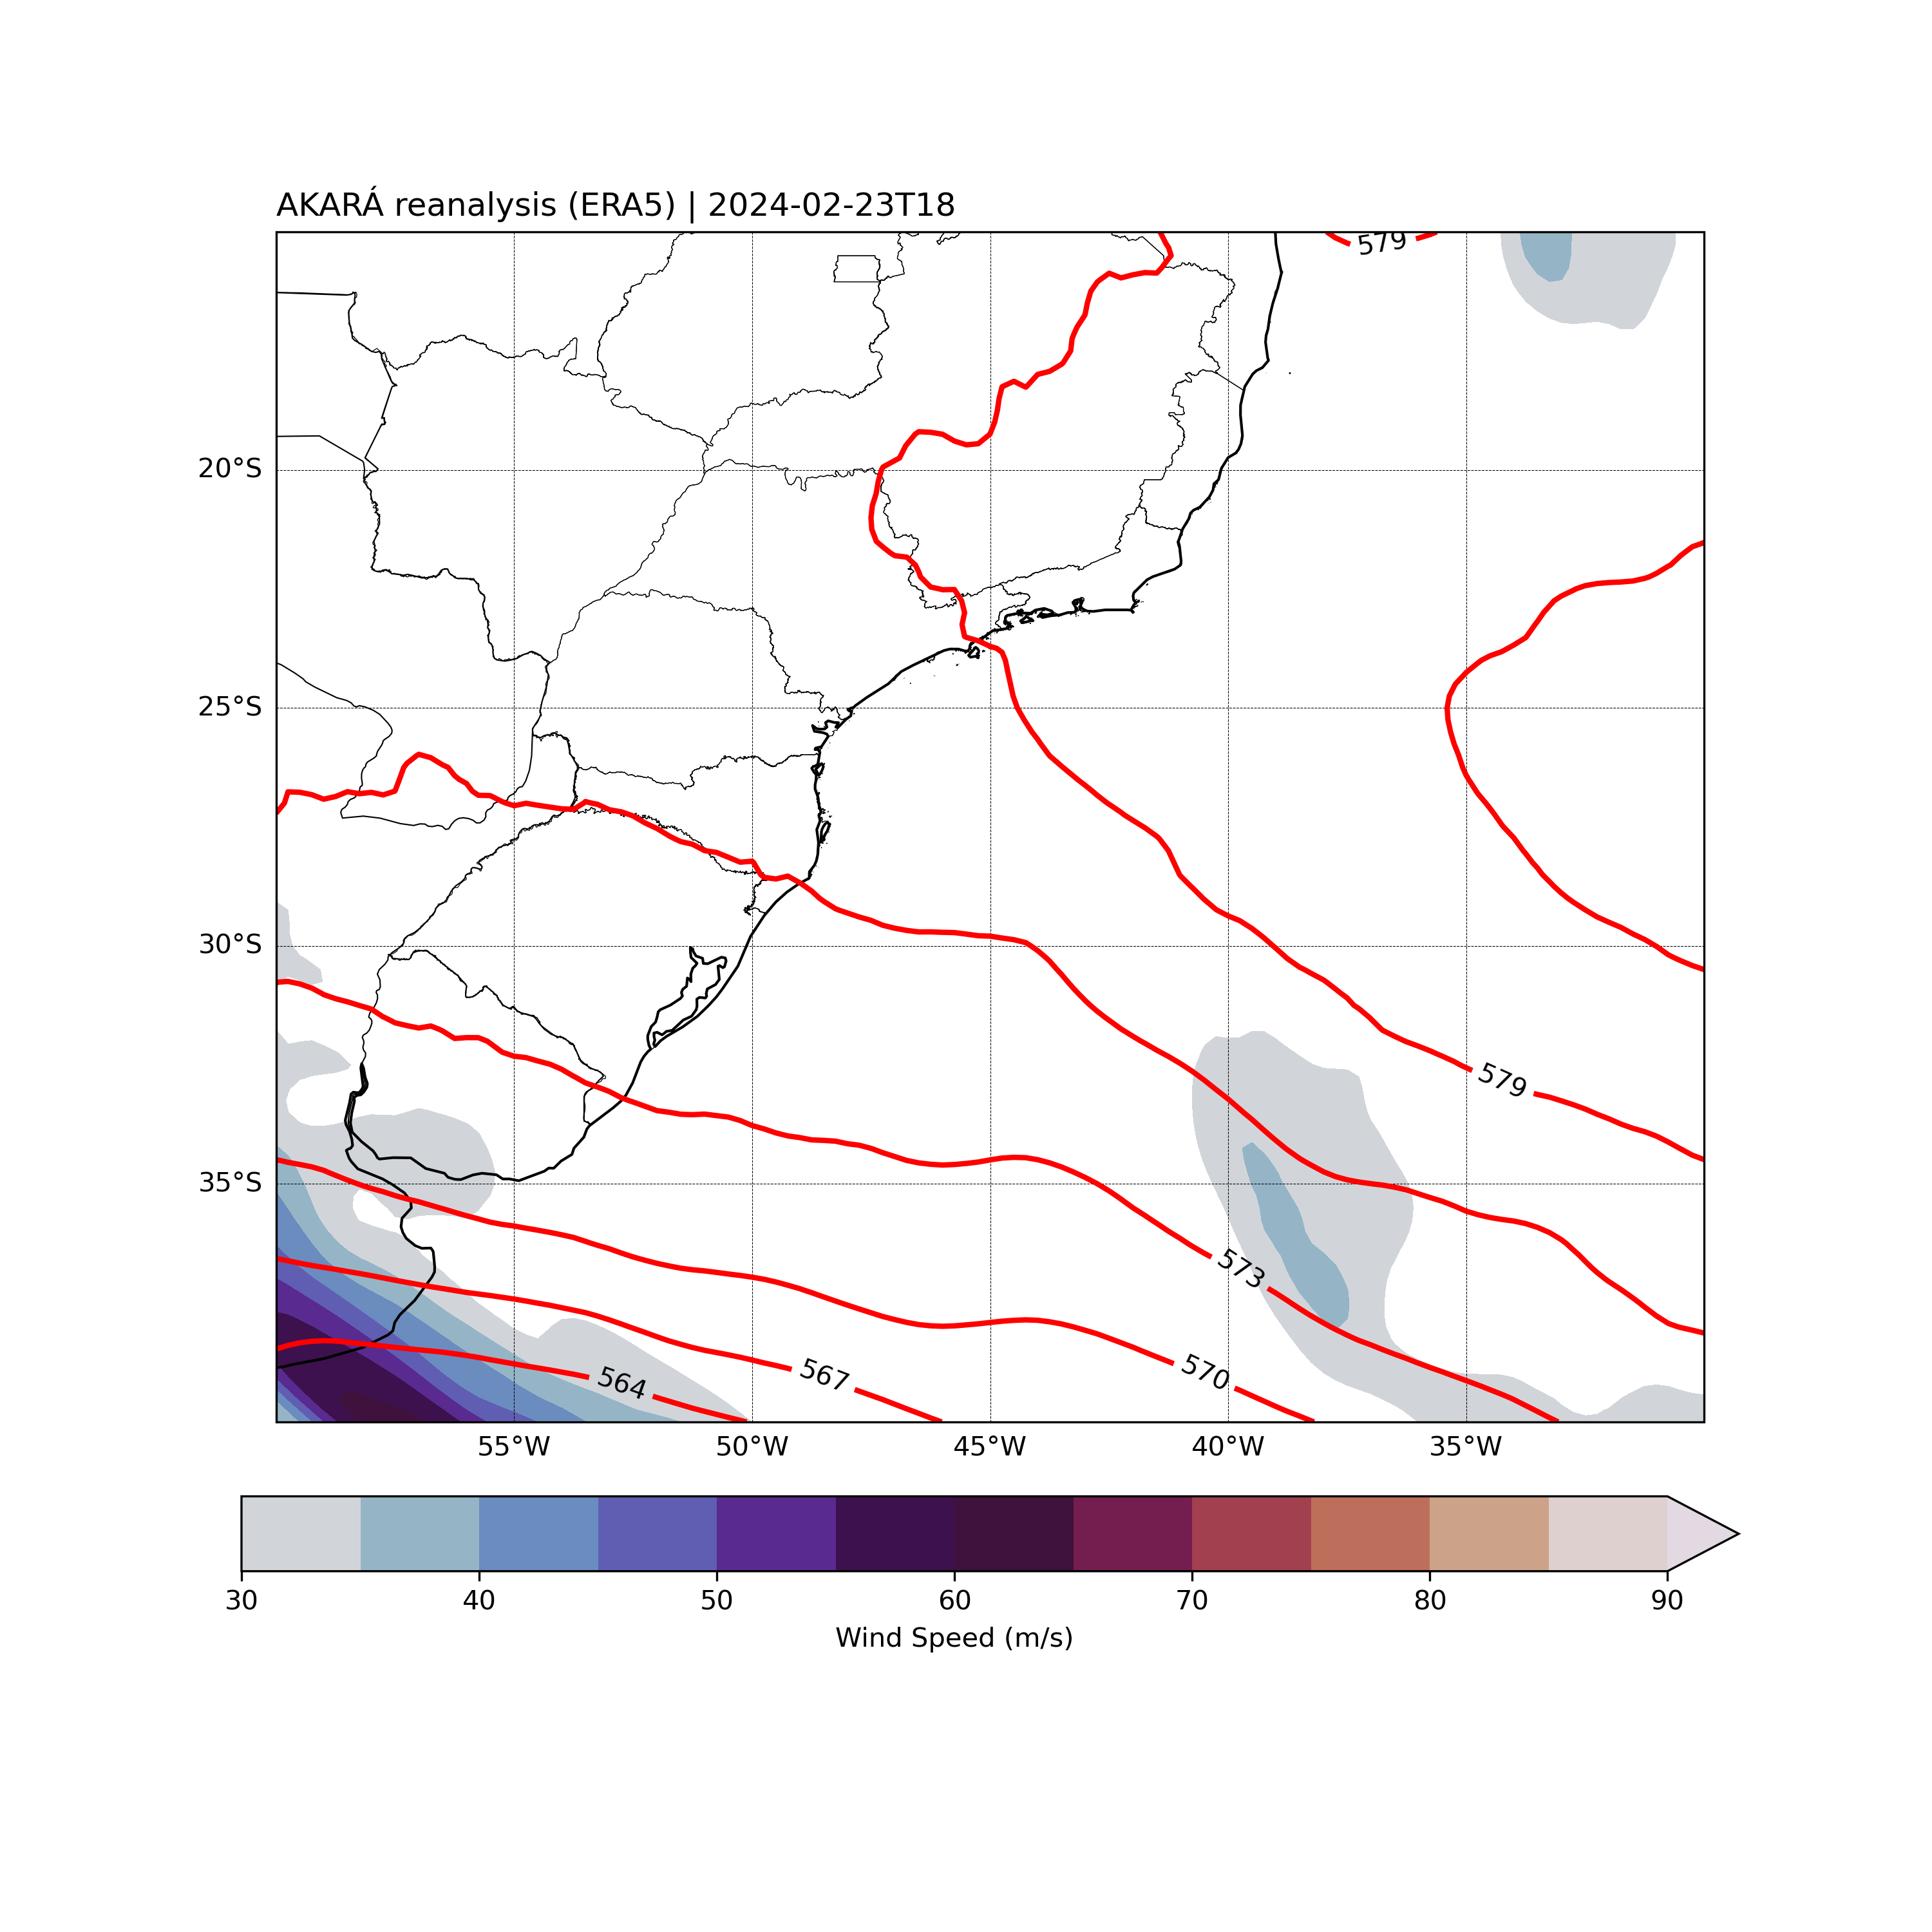 AKARÁ reanalysis (ERA5) | 2024-02-23T18
579
20°S
25°S
30°S
579
35°S
573
570
567
564
55°W 50°W 45°W 40°W 35°W
30 40 50 60 70 80 90
Wind Speed (m/s)